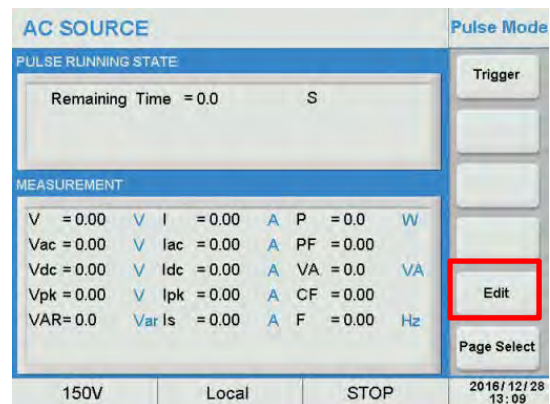 AC SOURCE
Pulse Mode
PULSE RUNNING STATE
Remaining Time = 0.0 S
Trigger
MEASUREMENT
V = 0.00 V I = 0.00 A P = 0.0 W
Vac = 0.00 V Iac = 0.00 A PF = 0.00
Vdc = 0.00 V Idc = 0.00 A VA = 0.0 VA
Vpk = 0.00 V Ipk = 0.00 A CF = 0.00
VAR= 0.0 Var Is = 0.00 A F = 0.00 Hz
Edit
Page Select
150V Local STOP
2016/12/28
13:09